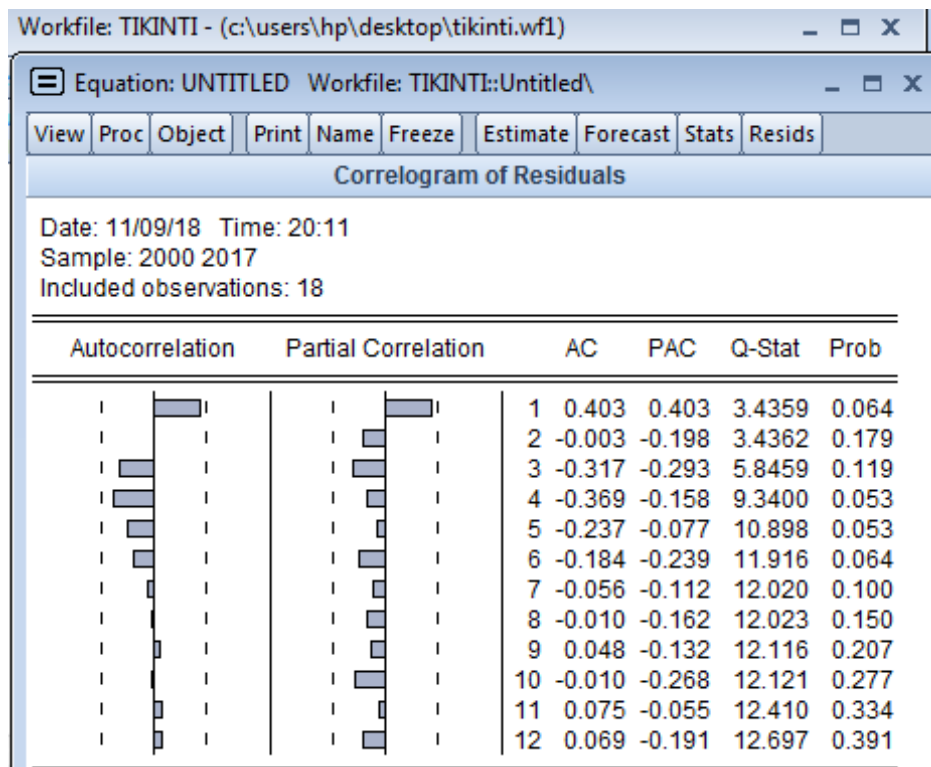 Workfile: TIKINTI - (c:\users\hp\desktop\tikinti.wf1)
Equation: UNTITLED Workfile: TIKINTI::Untitled\
View Proc Object Print Name Freeze Estimate Forecast Stats Resids
Correlogram of Residuals
Date: 11/09/18 Time: 20:11
Sample: 2000 2017
Included observations: 18
Autocorrelation Partial Correlation AC PAC Q-Stat Prob
1 0.403 0.403 3.4359 0.064
2 -0.003 -0.198 3.4362 0.179
3 -0.317 -0.293 5.8459 0.119
4 -0.369 -0.158 9.3400 0.053
5 -0.237 -0.077 10.898 0.053
6 -0.184 -0.239 11.916 0.064
7 -0.056 -0.112 12.020 0.100
8 -0.010 -0.162 12.023 0.150
9 0.048 -0.132 12.116 0.207
10 -0.010 -0.268 12.121 0.277
11 0.075 -0.055 12.410 0.334
12 0.069 -0.191 12.697 0.391